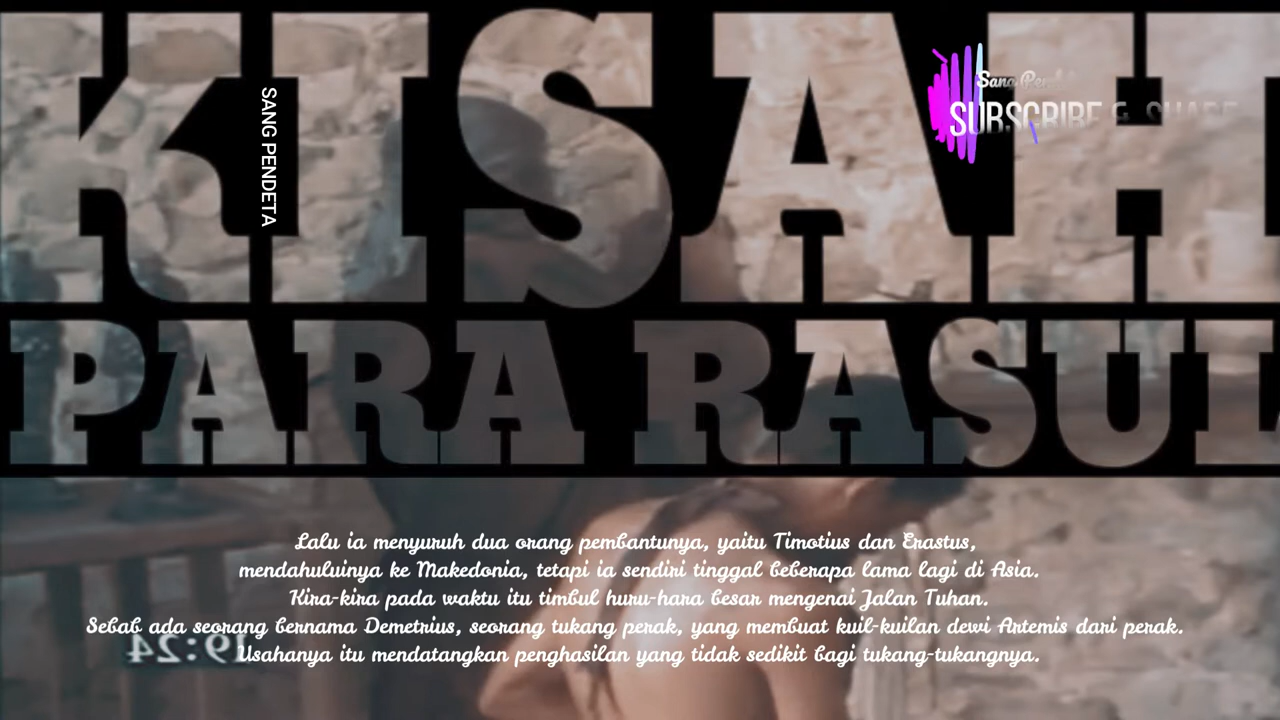 KISAH
SANG PENDETA
Sang Pendeta
SUBSCRIBE & SHARE
PARA RASUL
Lalu ia menyuruh dua orang pembantunya, yaitu Timotius dan Erastus,
mendahuluinya ke Makedonia, tetapi ia sendiri tinggal beberapa lama lagi di Asia.
Kira-kira pada waktu itu timbul huru-hara besar mengenai Jalan Tuhan.
Sebab ada seorang bernama Demetrius, seorang tukang perak, yang membuat kuil-kuilan dewi Artemis dari perak.
19:24
Usahanya itu mendatangkan penghasilan yang tidak sedikit bagi tukang-tukangnya.